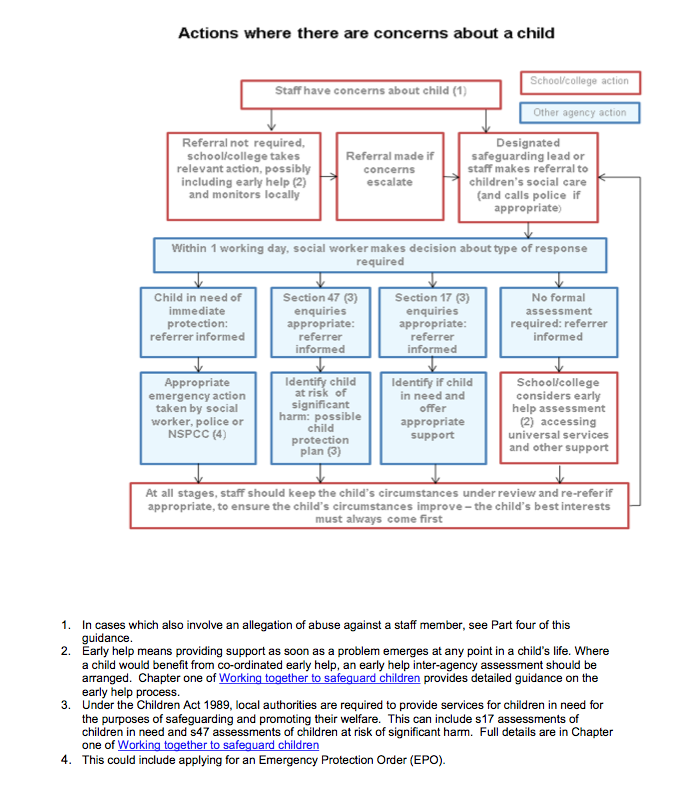 Actions where there are concerns about a child
School/college action
Staff have concerns about child (1)
Other agency action
Referral not required,
school/college takes
relevant action, possibly
including early help (2)
and monitors locally
Referral made if
concerns
escalate
Designated
safeguarding lead or
staff makes referral to
children's social care
(and calls police if
appropriate)
Within 1 working day, social worker makes decision about type of response
required
Child in need of
immediate
protection:
referrer informed
Section 47 (3)
enquiries
appropriate:
referrer
informed
Section 17 (3)
enquiries
appropriate:
referrer
informed
No formal
assessment
required: referrer
informed
Appropriate
emergency action
taken by social
worker, police or
NSPCC (4)
Identify child
at risk of
significant
harm: possible
child
protection
plan (3)
Identify if child
in need and
offer
appropriate
support
School/college
considers early
help assessment
(2) accessing
universal services
and other support
At all stages, staff should keep the child's circumstances under review and re-refer if
appropriate, to ensure the child's circumstances improve – the child's best interests
must always come first
1. In cases which also involve an allegation of abuse against a staff member, see Part four of this
guidance.
2. Early help means providing support as soon as a problem emerges at any point in a child's life. Where
a child would benefit from co-ordinated early help, an early help inter-agency assessment should be
arranged. Chapter one of Working together to safeguard children provides detailed guidance on the
early help process.
3. Under the Children Act 1989, local authorities are required to provide services for children in need for
the purposes of safeguarding and promoting their welfare. This can include s17 assessments of
children in need and s47 assessments of children at risk of significant harm. Full details are in Chapter
one of Working together to safeguard children
4. This could include applying for an Emergency Protection Order (EPO).